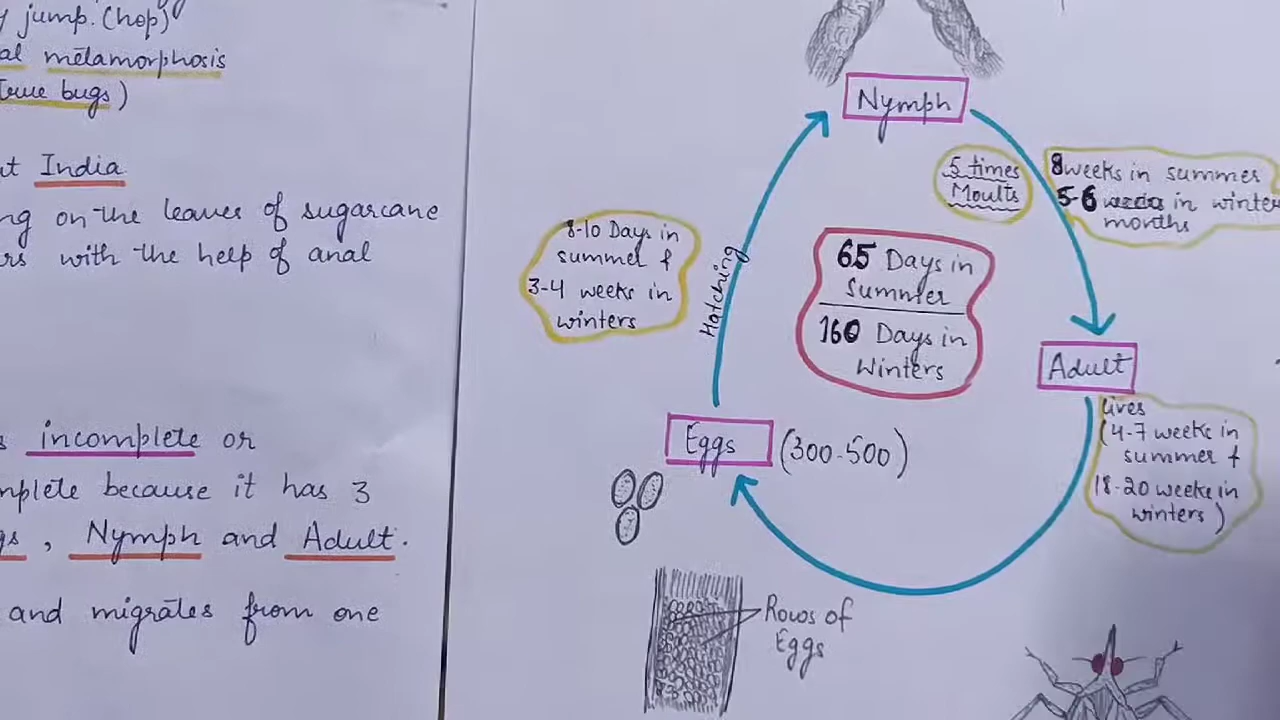 jump. (hop)
al metamorphosis
True bugs)
ut India
ng on the leaves of sugarcane
rs with the help of anal
s incomplete or
mplete because it has 3
gs, Nymph and Adult.
and migrates from one
Nymph
5 times
Moults
8 weeks in summer
5-6 in winter
months
8-10 Days in
summer &
3-4 weeks in
winters
Hatching
65 Days in
Summer
160 Days in
Winters
Adult
Lives
(4-7 weeks in
summer &
18-20 weeks in
winters)
Eggs (300-500)
Rows of
Eggs